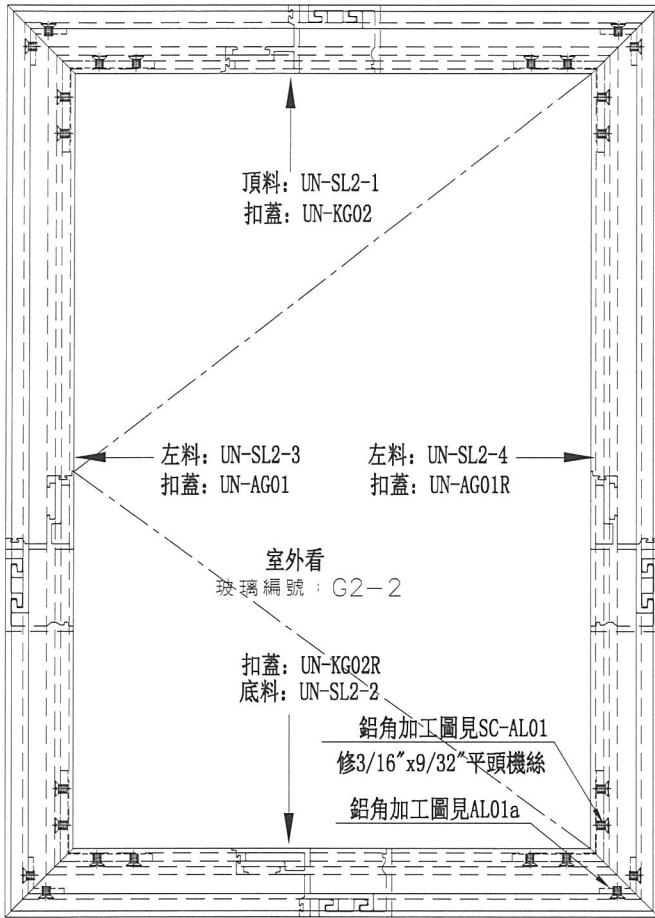 頂料: UN-SL2-1
扣蓋: UN-KG02
左料: UN-SL2-3
扣蓋: UN-AG01
左料: UN-SL2-4
扣蓋: UN-AG01R
室外看
玻璃編號：G2-2
扣蓋: UN-KG02R
底料: UN-SL2-2
鋁角加工圖見SC-AL01
修3/16"x9/32"平頭機絲
鋁角加工圖見AL01a